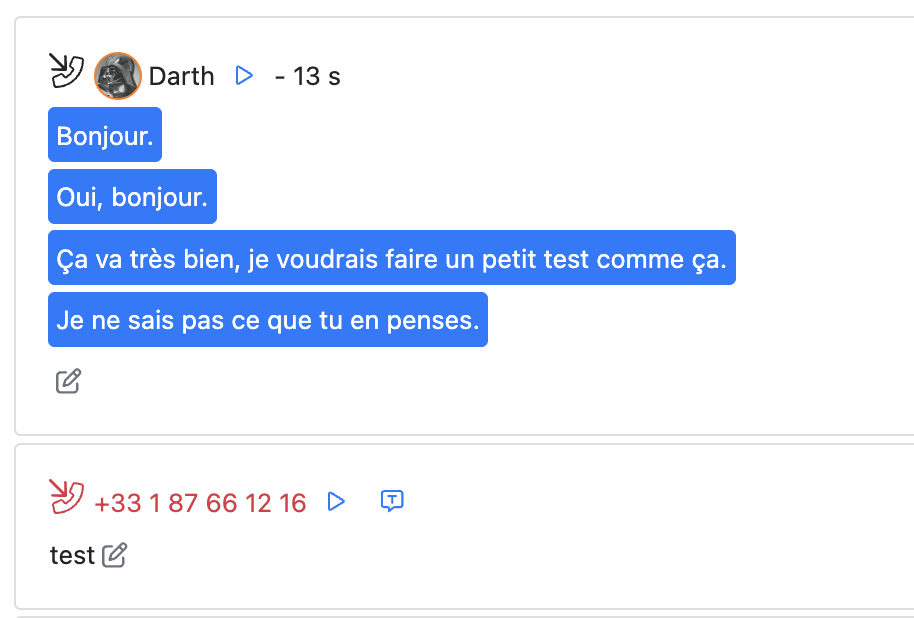 Darth - 13 s
Bonjour.
Oui, bonjour.
Ça va très bien, je voudrais faire un petit test comme ça.
Je ne sais pas ce que tu en penses.
+33 1 87 66 12 16 T
test